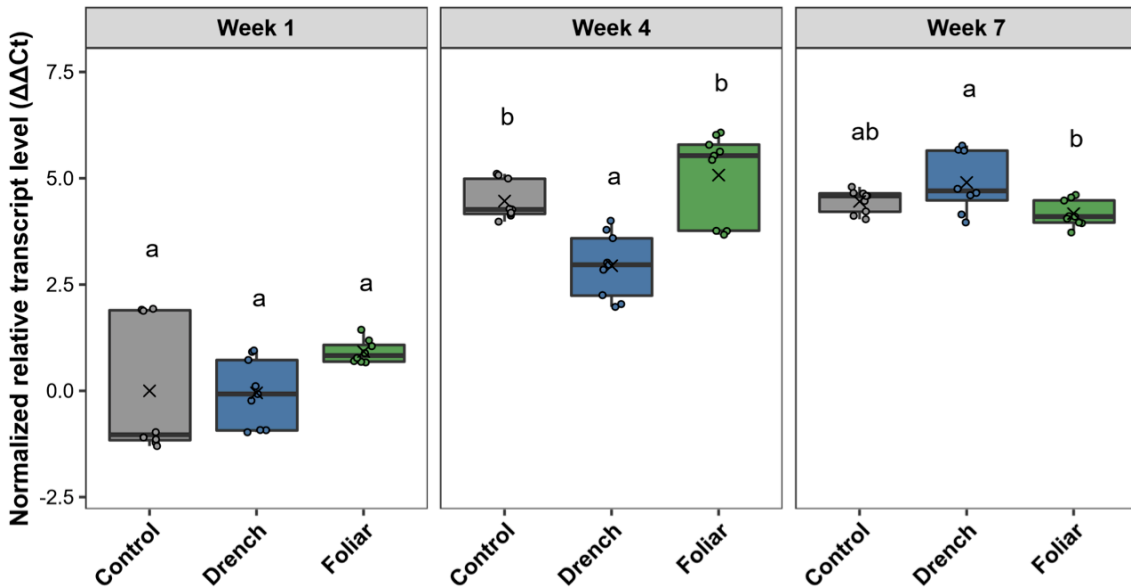 Week 1
Week 4
Week 7
Normalized relative transcript level (ΔΔCt)
7.5
5.0
2.5
0.0
-2.5
a
a
a
b
a
b
ab
a
b
Control
Drench
Foliar
Control
Drench
Foliar
Control
Drench
Foliar